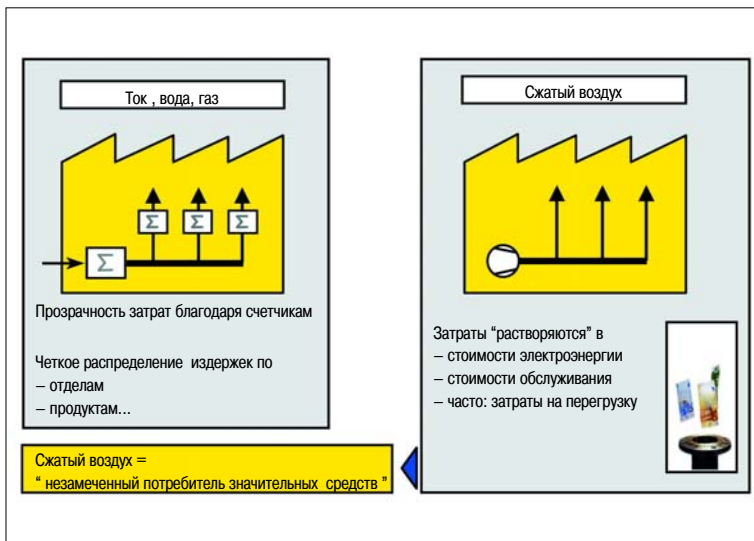 Ток , вода, газ
Σ Σ Σ
Σ
Прозрачность затрат благодаря счетчикам
Четкое распределение издержек по
– отделам
– продуктам...
Сжатый воздух
Затраты “растворяются” в
– стоимости электроэнергии
– стоимости обслуживания
– часто: затраты на перегрузку
Сжатый воздух =
“ незамеченный потребитель значительных средств ”